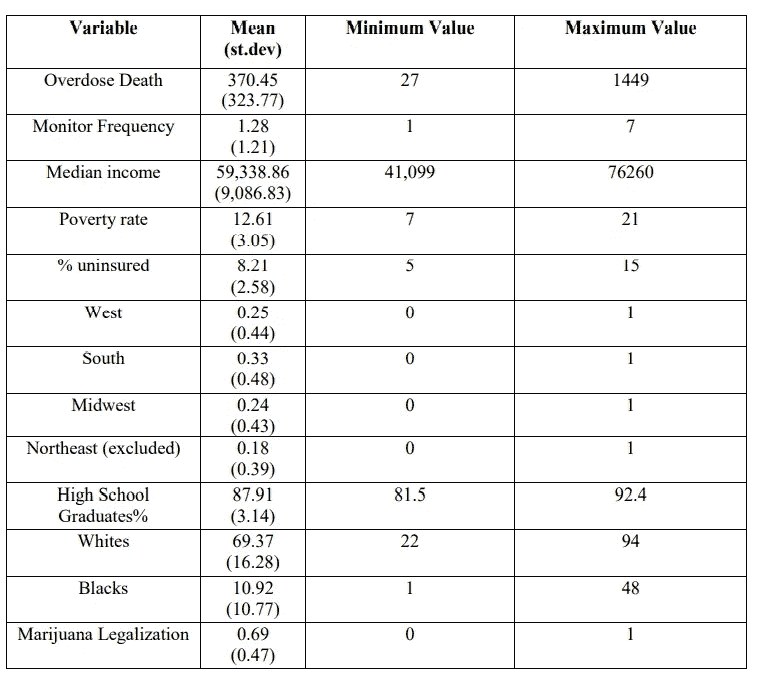 Variable Mean Minimum Value Maximum Value
(st.dev)
Overdose Death 370.45 27 1449
(323.77)
Monitor Frequency 1.28 1 7
(1.21)
Median income 59,338.86 41,099 76260
(9,086.83)
Poverty rate 12.61 7 21
(3.05)
% uninsured 8.21 5 15
(2.58)
West 0.25 0 1
(0.44)
South 0.33 0 1
(0.48)
Midwest 0.24 0 1
(0.43)
Northeast (excluded) 0.18 0 1
(0.39)
High School 87.91 81.5 92.4
Graduates% (3.14)
Whites 69.37 22 94
(16.28)
Blacks 10.92 1 48
(10.77)
Marijuana Legalization 0.69 0 1
(0.47)